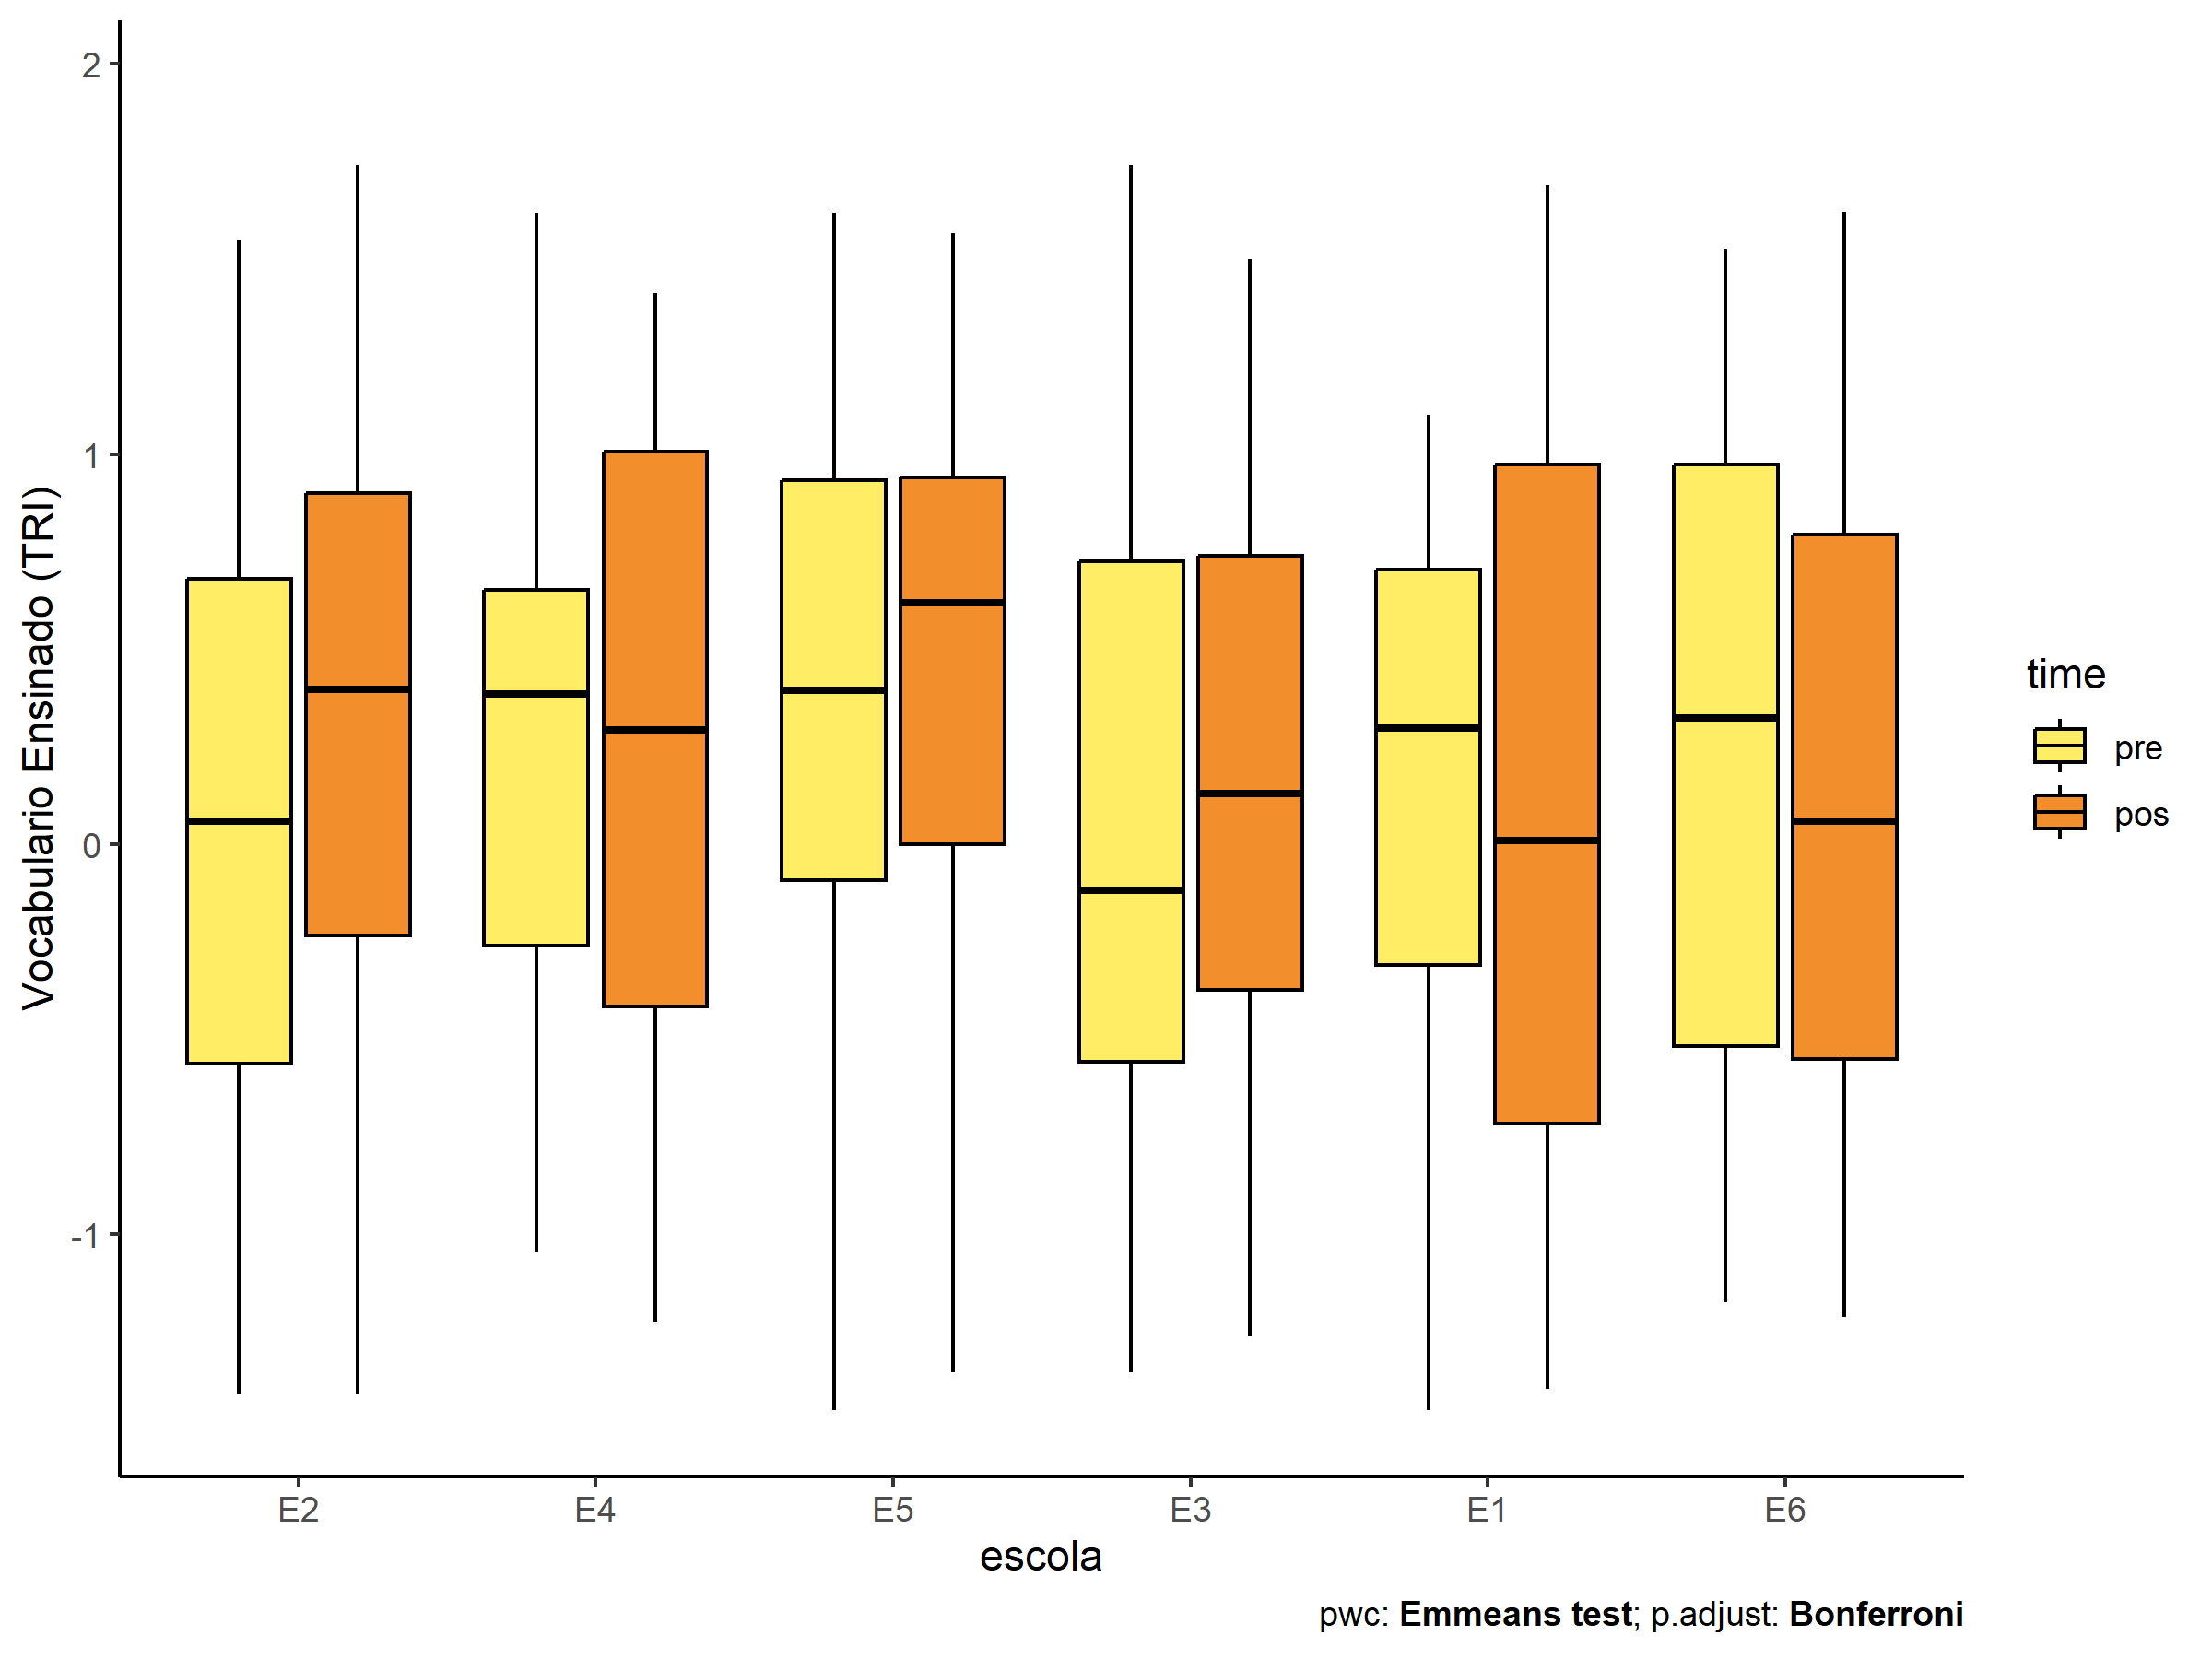 Vocabulario Ensinado (TRI)
2
1
0
-1
E2 E4 E5 E3 E1 E6
escola
time
pre
pos
pwc: Emmeans test; p.adjust: Bonferroni